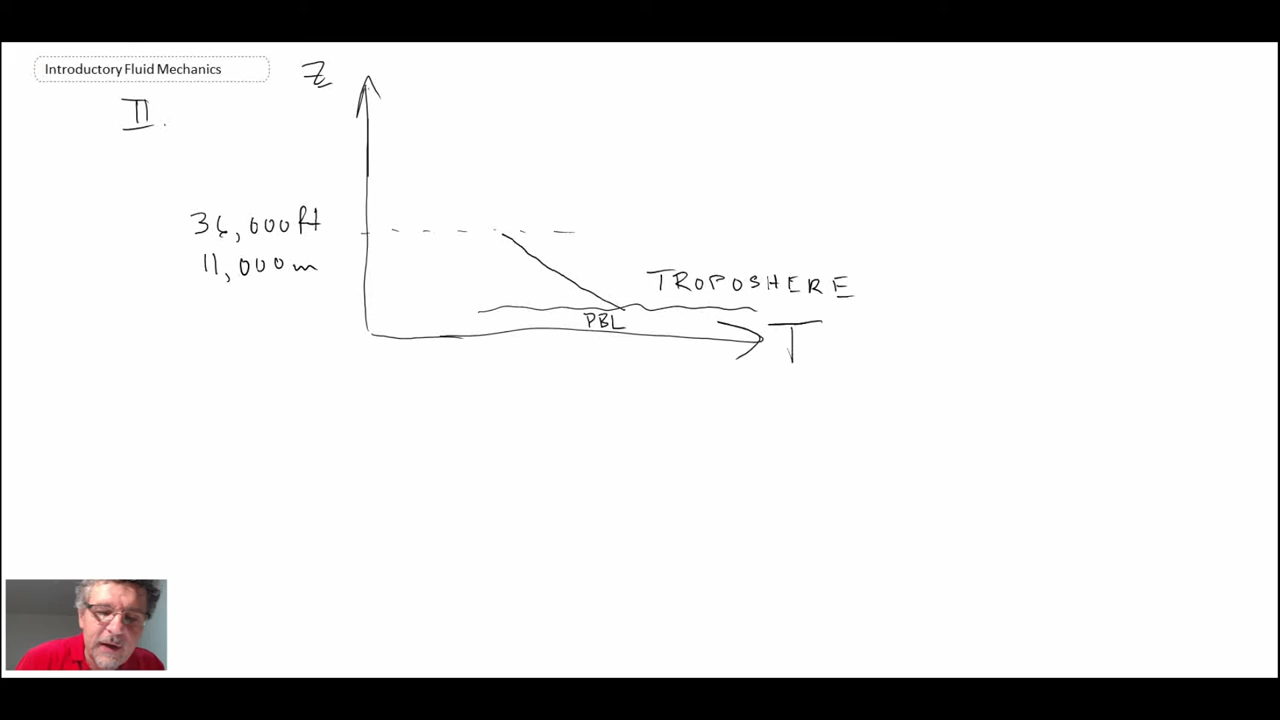 Introductory Fluid Mechanics
II.
Z
36,000ft
11,000m
TROPOSHERE
PBL
T